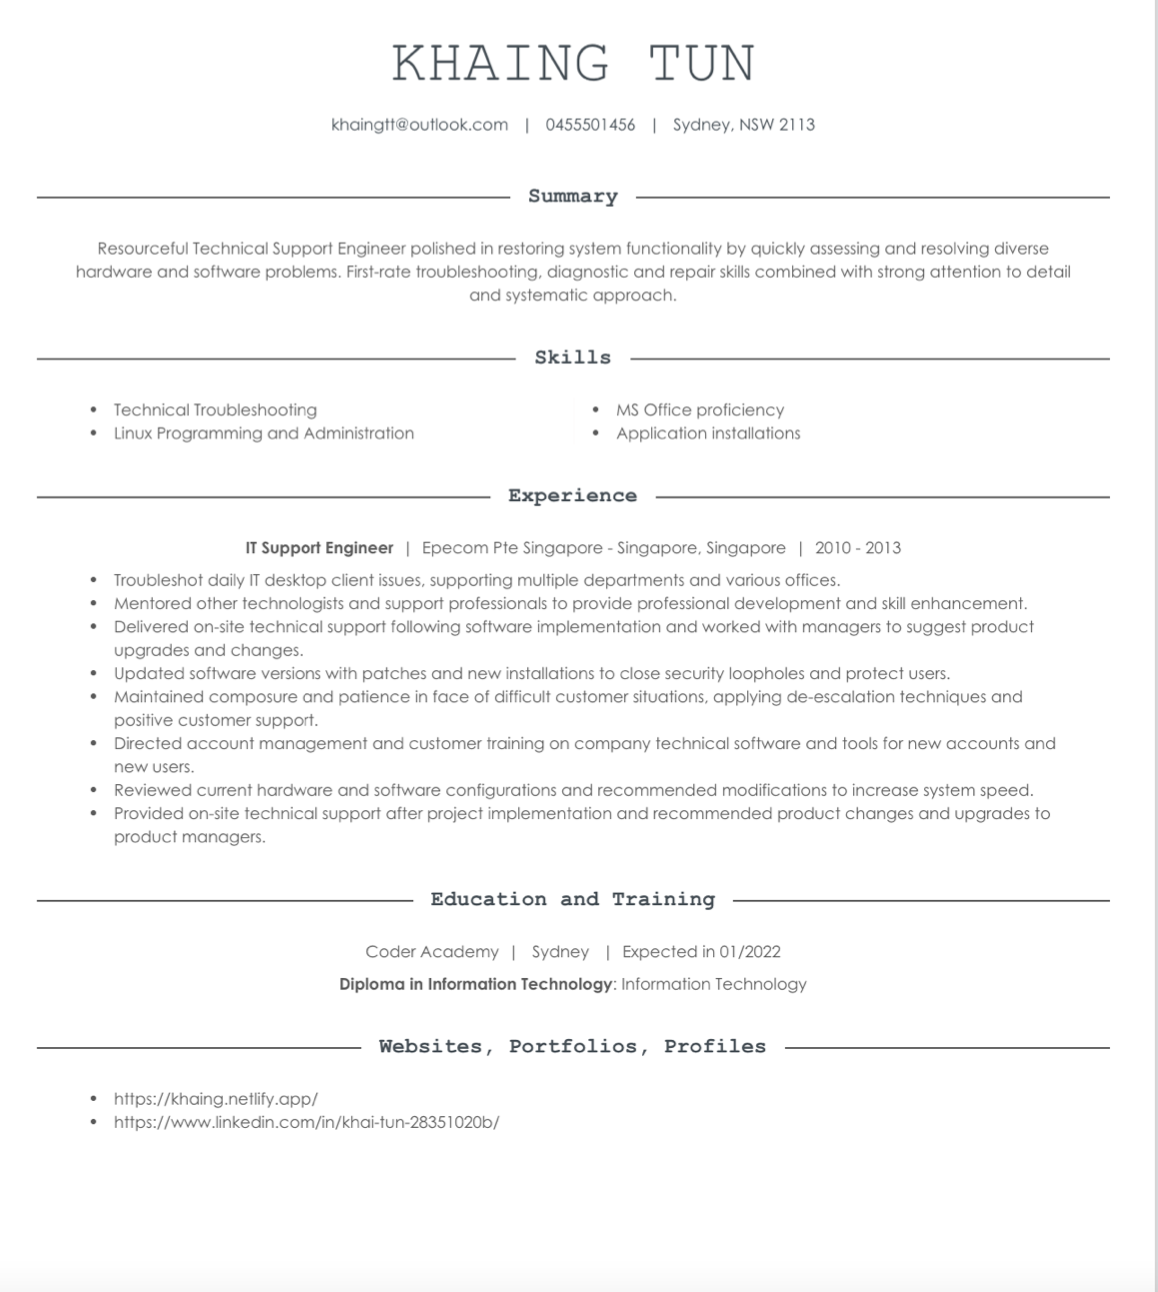 KHAING TUN
khaingtt@outlook.com | 0455501456 | Sydney, NSW 2113
Summary
Resourceful Technical Support Engineer polished in restoring system functionality by quickly assessing and resolving diverse
hardware and software problems. First-rate troubleshooting, diagnostic and repair skills combined with strong attention to detail
and systematic approach.
Skills
• Technical Troubleshooting
• Linux Programming and Administration
• MS Office proficiency
• Application installations
Experience
IT Support Engineer | Epecom Pte Singapore - Singapore, Singapore | 2010 - 2013
• Troubleshot daily IT desktop client issues, supporting multiple departments and various offices.
• Mentored other technologists and support professionals to provide professional development and skill enhancement.
• Delivered on-site technical support following software implementation and worked with managers to suggest product
upgrades and changes.
• Updated software versions with patches and new installations to close security loopholes and protect users.
• Maintained composure and patience in face of difficult customer situations, applying de-escalation techniques and
positive customer support.
• Directed account management and customer training on company technical software and tools for new accounts and
new users.
• Reviewed current hardware and software configurations and recommended modifications to increase system speed.
• Provided on-site technical support after project implementation and recommended product changes and upgrades to
product managers.
Education and Training
Coder Academy | Sydney | Expected in 01/2022
Diploma in Information Technology: Information Technology
Websites, Portfolios, Profiles
• https://khaing.netlify.app/
• https://www.linkedin.com/in/khai-tun-28351020b/